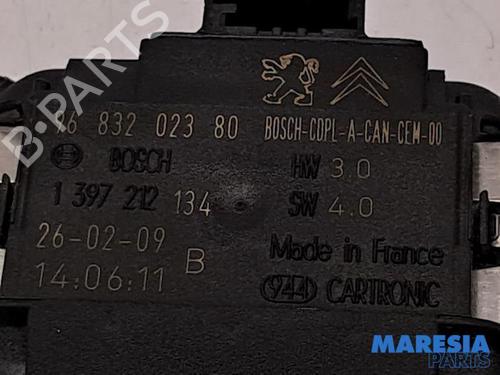 96 832 023 80 BOSCH-CDPL-A-CAN-CEM-00
BOSCH HW 3.0
1 397 212 134 SW 4.0
26-02-09 Made in France
14:06:11 B 944 CARTRONIC
MARESIA
PARTS